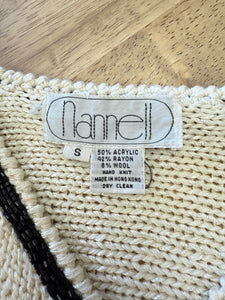 nannell
S
50% ACRYLIC
42% RAYON
8% WOOL
HAND KNIT
MADE IN HONG KONG
DRY CLEAN